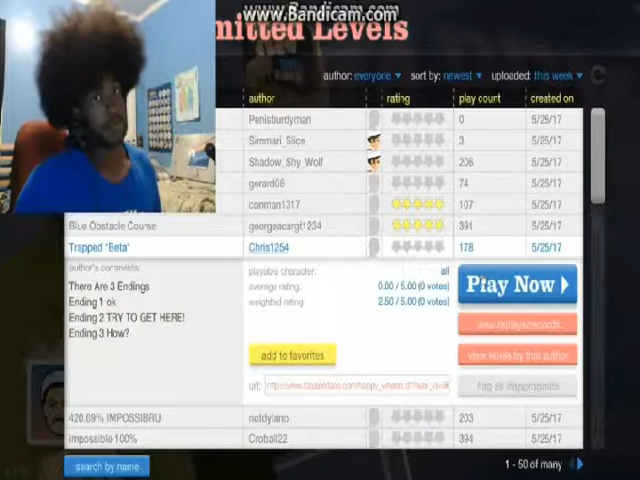 www.Bandicam.com
mitted Levels
author: everyone sort by: newest uploaded: this week
author rating play count created on
Penisburdyman 0 5/25/17
Simmari_Slice 3 5/25/17
Shadow_Shy_Wolf 206 5/25/17
gerard08 74 5/25/17
conman1317 107 5/25/17
Blue Obstacle Course georgeacargt1234 391 5/25/17
Trapped "Beta" Chris1254 178 5/25/17
author's comments:
There Are 3 Endings
Ending 1 ok
Ending 2 TRY TO GET HERE!
Ending 3 How?
playable character: all
average rating: 0.00 / 5.00 (0 votes)
weighted rating: 2.50 / 5.00 (0 votes)
Play Now
view replays/records
view levels by this author
flag as inappropriate
add to favorites
url:
420.69% IMPOSSIBRU notdylano 203 5/25/17
impossible 100% Croball22 394 5/25/17
search by name
1 - 50 of many